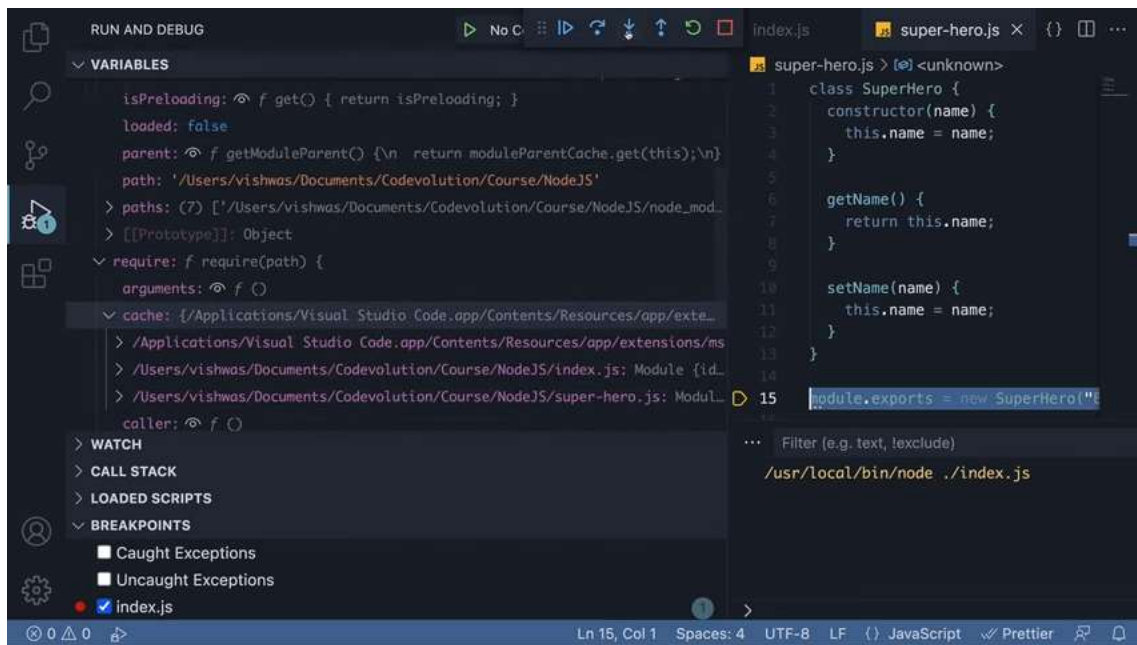 RUN AND DEBUG
No C
VARIABLES
isPreloading: ƒ get() { return isPreloading; }
loaded: false
parent: ƒ getModuleParent() {\n  return moduleParentCache.get(this);\n}
path: '/Users/vishwas/Documents/Codevolution/Course/NodeJS'
> paths: (7) ['/Users/vishwas/Documents/Codevolution/Course/NodeJS/node_mod…
> [[Prototype]]: Object
require: ƒ require(path) {
arguments: ƒ ()
cache: {/Applications/Visual Studio Code.app/Contents/Resources/app/exte…
> /Applications/Visual Studio Code.app/Contents/Resources/app/extensions/ms
> /Users/vishwas/Documents/Codevolution/Course/NodeJS/index.js: Module {id…
> /Users/vishwas/Documents/Codevolution/Course/NodeJS/super-hero.js: Modul…
caller: ƒ ()
> WATCH
> CALL STACK
> LOADED SCRIPTS
BREAKPOINTS
Caught Exceptions
Uncaught Exceptions
index.js
1
1
index.js
JS super-hero.js × {} ···
JS super-hero.js > <unknown>
1 class SuperHero {
2 constructor(name) {
3 this.name = name;
4 }
5
6 getName() {
7 return this.name;
8 }
9
10 setName(name) {
11 this.name = name;
12 }
13 }
14
15 module.exports = new SuperHero("B
··· Filter (e.g. text, !exclude)
/usr/local/bin/node ./index.js
>
0 0 Ln 15, Col 1 Spaces: 4 UTF-8 LF {} JavaScript Prettier